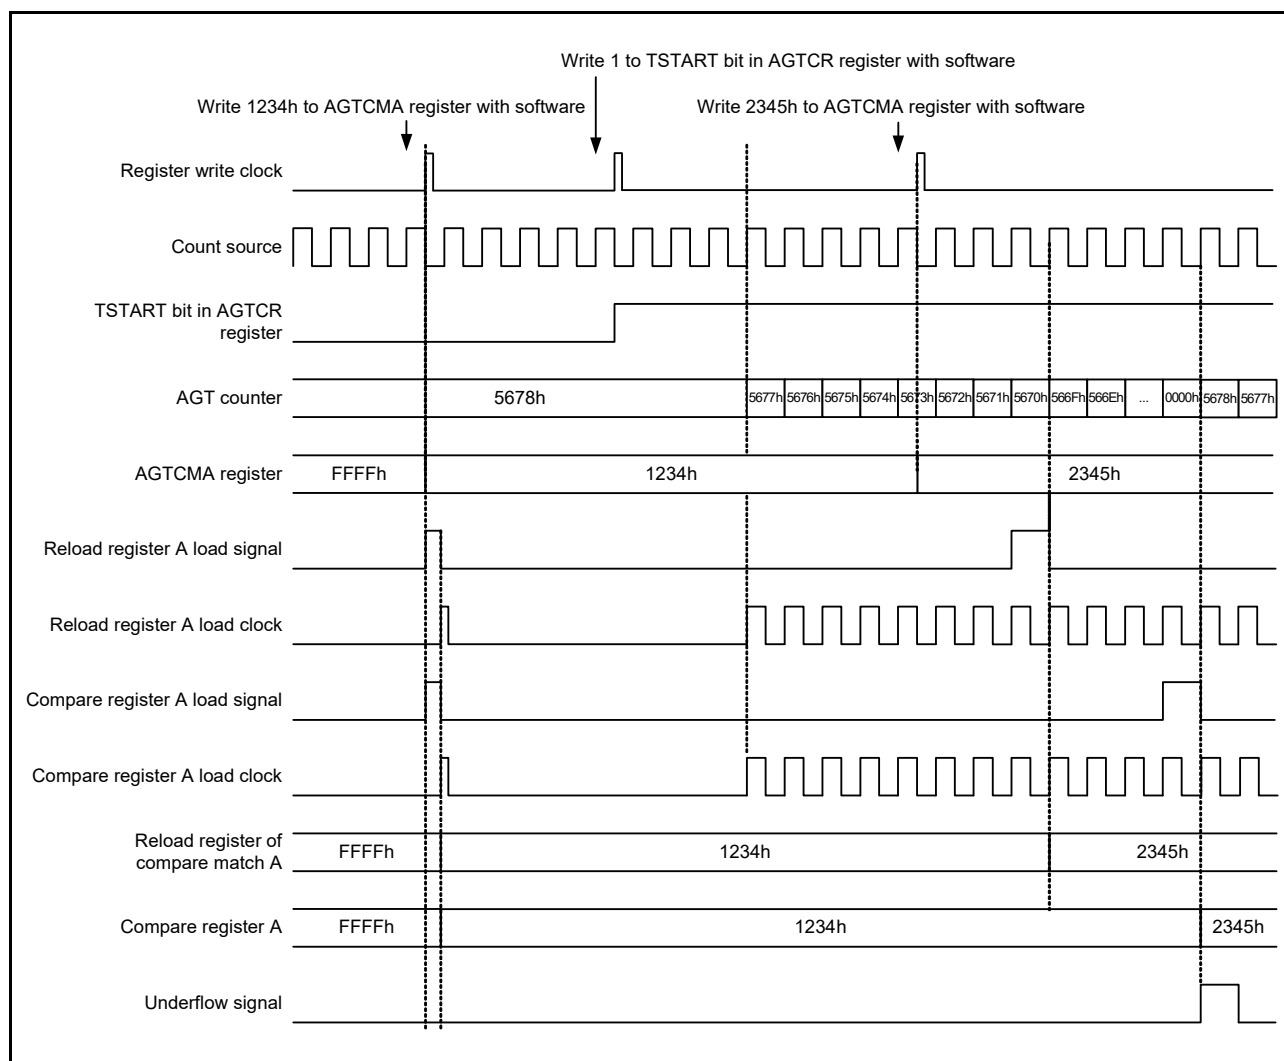 Write 1 to TSTART bit in AGTCR register with software
Write 1234h to AGTCMA register with software
Write 2345h to AGTCMA register with software
Register write clock
Count source
TSTART bit in AGTCR
register
AGT counter
5678h
5677h 5676h 5675h 5674h 5673h 5672h 5671h 5670h 566Fh 566Eh ... 0000h 5678h 5677h
AGTCMA register
FFFFh
1234h
2345h
Reload register A load signal
Reload register A load clock
Compare register A load signal
Compare register A load clock
Reload register of
compare match A
FFFFh
1234h
2345h
Compare register A
FFFFh
1234h
2345h
Underflow signal